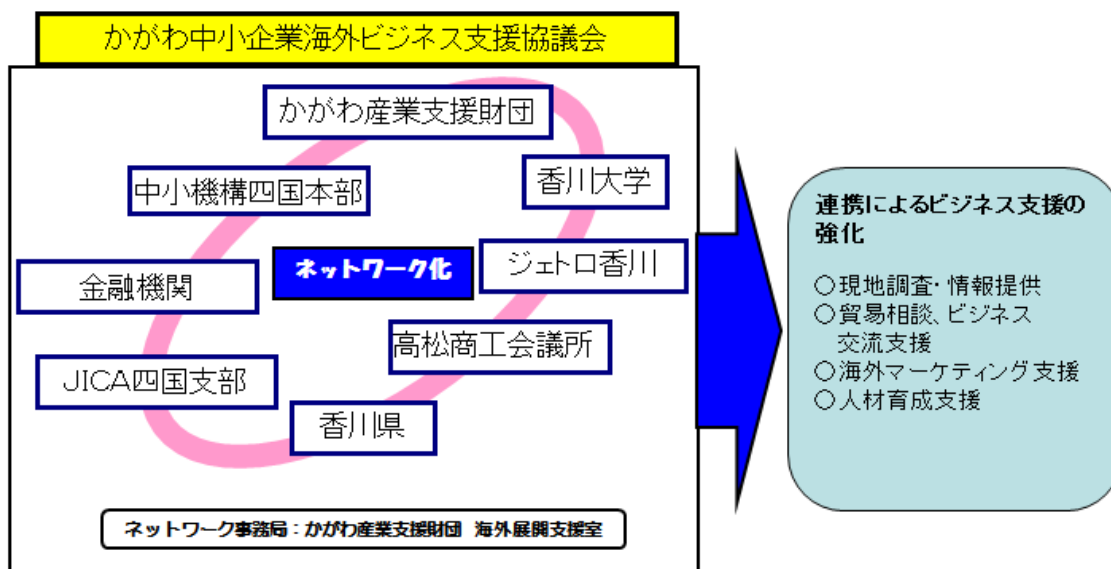 かがわ中小企業海外ビジネス支援協議会
かがわ産業支援財団
中小機構四国本部
香川大学
ネットワーク化
ジェトロ香川
金融機関
高松商工会議所
JICA四国支部
香川県
ネットワーク事務局：かがわ産業支援財団 海外展開支援室
連携によるビジネス支援の
強化
○現地調査・情報提供
○貿易相談、ビジネス
交流支援
○海外マーケティング支援
○人材育成支援